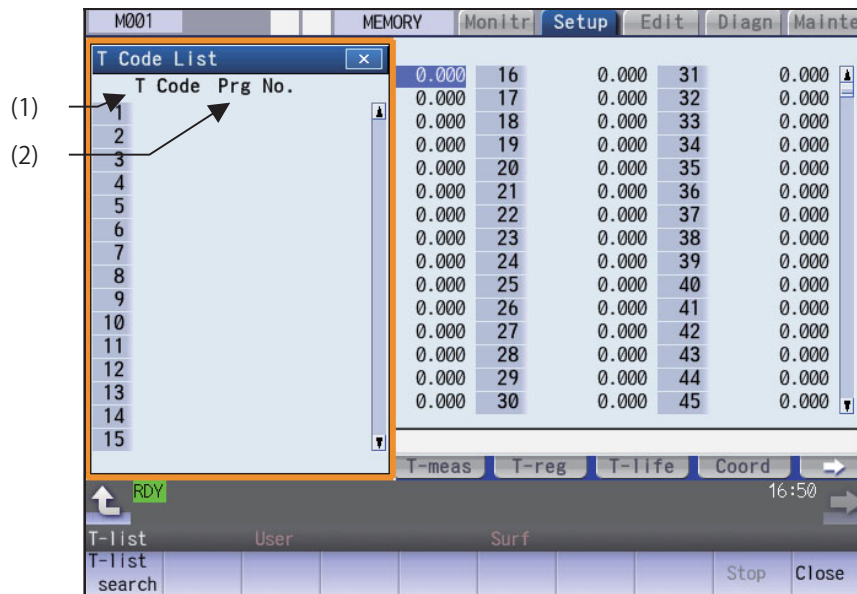 M001 MEMORY Monitr Setup Edit Diagn Mainte
T Code List ×
T Code Prg No.
(1)
(2)
1
2
3
4
5
6
7
8
9
10
11
12
13
14
15
0.000 16 0.000 31 0.000
0.000 17 0.000 32 0.000
0.000 18 0.000 33 0.000
0.000 19 0.000 34 0.000
0.000 20 0.000 35 0.000
0.000 21 0.000 36 0.000
0.000 22 0.000 37 0.000
0.000 23 0.000 38 0.000
0.000 24 0.000 39 0.000
0.000 25 0.000 40 0.000
0.000 26 0.000 41 0.000
0.000 27 0.000 42 0.000
0.000 28 0.000 43 0.000
0.000 29 0.000 44 0.000
0.000 30 0.000 45 0.000
T-meas T-reg T-life Coord
RDY 16:50
T-list User Surf
T-list
search Stop Close